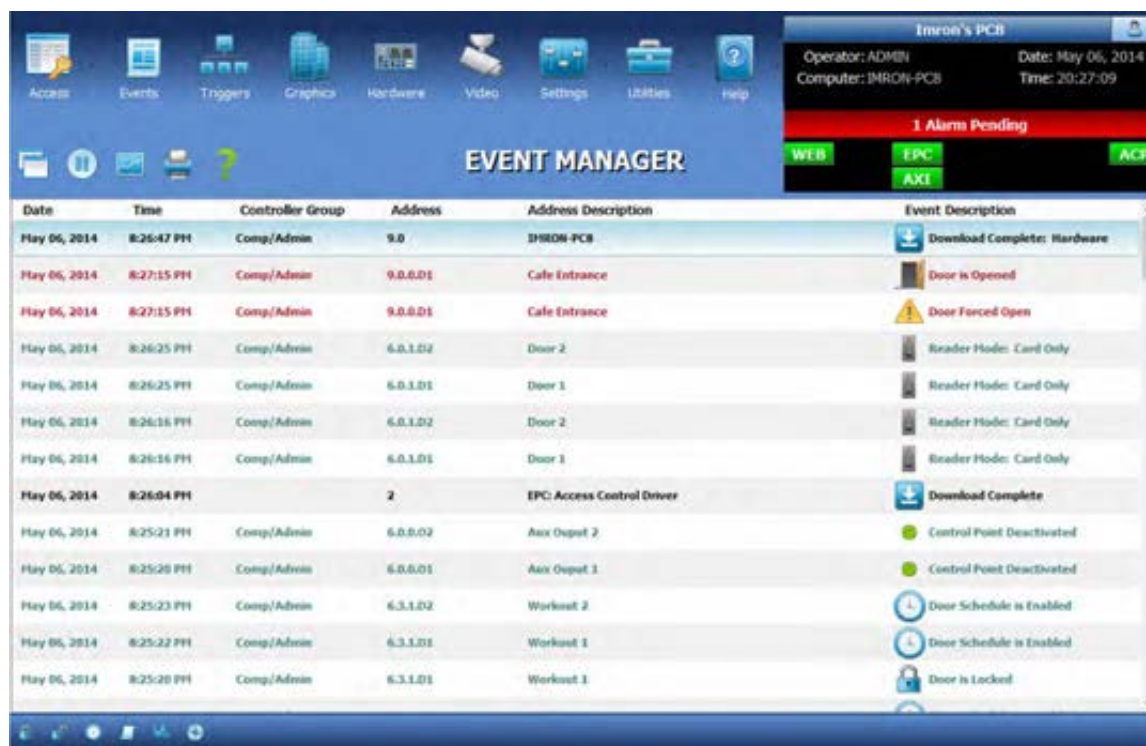 Access Events Triggers Graphics Hardware Video Settings Utilities Help
Imron's PCB
Operator: ADMIN Date: May 06, 2014
Computer: IMRON-PCB Time: 20:27:09
1 Alarm Pending
WEB EPC ACP
AXI
EVENT MANAGER
Date Time Controller Group Address Address Description Event Description
May 06, 2014 8:26:47 PM Comp/Admin 9.0 IMRON-PCB Download Complete: Hardware
May 06, 2014 8:27:15 PM Comp/Admin 9.0.0.D1 Cafe Entrance Door is Opened
May 06, 2014 8:27:15 PM Comp/Admin 9.0.0.D1 Cafe Entrance Door Forced Open
May 06, 2014 8:26:25 PM Comp/Admin 6.0.1.D2 Door 2 Reader Mode: Card Only
May 06, 2014 8:26:25 PM Comp/Admin 6.0.1.D1 Door 1 Reader Mode: Card Only
May 06, 2014 8:26:16 PM Comp/Admin 6.0.1.D2 Door 2 Reader Mode: Card Only
May 06, 2014 8:26:16 PM Comp/Admin 6.0.1.D1 Door 1 Reader Mode: Card Only
May 06, 2014 8:26:04 PM 2 EPC: Access Control Driver Download Complete
May 06, 2014 8:25:21 PM Comp/Admin 6.0.0.O2 Aux Ouput 2 Control Point Deactivated
May 06, 2014 8:25:20 PM Comp/Admin 6.0.0.O1 Aux Ouput 1 Control Point Deactivated
May 06, 2014 8:25:23 PM Comp/Admin 6.3.1.D2 Workout 2 Door Schedule is Enabled
May 06, 2014 8:25:22 PM Comp/Admin 6.3.1.D1 Workout 1 Door Schedule is Enabled
May 06, 2014 8:25:20 PM Comp/Admin 6.3.1.D1 Workout 1 Door is Locked